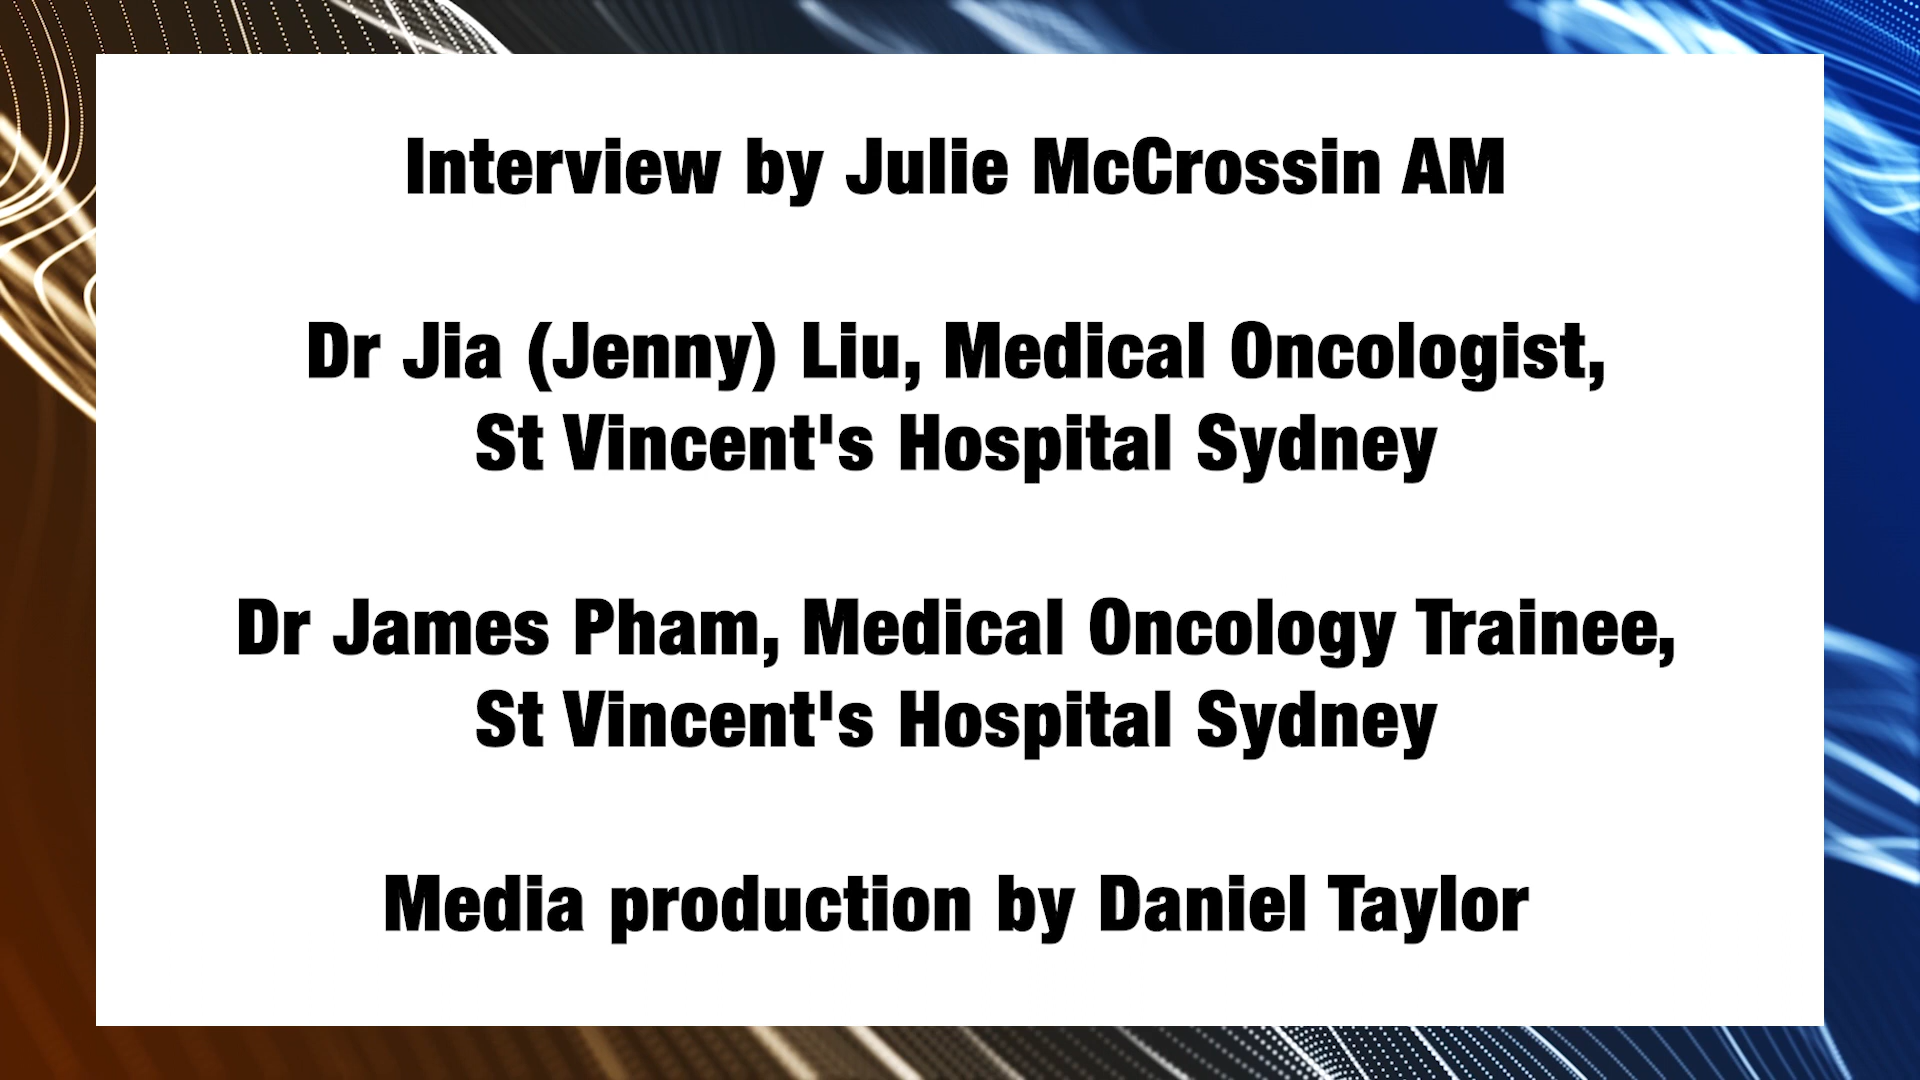 Interview by Julie McCrossin AM
Dr Jia (Jenny) Liu, Medical Oncologist,
St Vincent's Hospital Sydney
Dr James Pham, Medical Oncology Trainee,
St Vincent's Hospital Sydney
Media production by Daniel Taylor